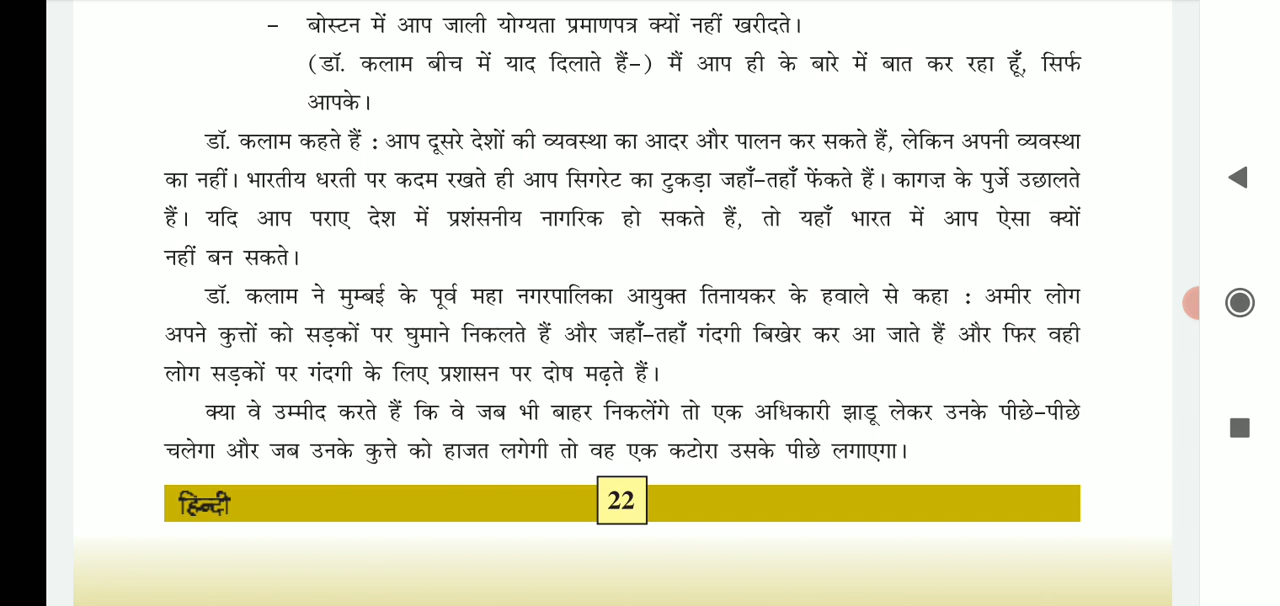 – बोस्टन में आप जाली योग्यता प्रमाणपत्र क्यों नहीं खरीदते।
(डॉ. कलाम बीच में याद दिलाते हैं–) मैं आप ही के बारे में बात कर रहा हूँ, सिर्फ
आपके।
डॉ. कलाम कहते हैं : आप दूसरे देशों की व्यवस्था का आदर और पालन कर सकते हैं, लेकिन अपनी व्यवस्था
का नहीं। भारतीय धरती पर कदम रखते ही आप सिगरेट का टुकड़ा जहाँ–तहाँ फेंकते हैं। कागज़ के पुर्जे उछालते
हैं। यदि आप पराए देश में प्रशंसनीय नागरिक हो सकते हैं, तो यहाँ भारत में आप ऐसा क्यों
नहीं बन सकते।
डॉ. कलाम ने मुम्बई के पूर्व महा नगरपालिका आयुक्त तिनायकर के हवाले से कहा : अमीर लोग
अपने कुत्तों को सड़कों पर घुमाने निकलते हैं और जहाँ–तहाँ गंदगी बिखेर कर आ जाते हैं और फिर वही
लोग सड़कों पर गंदगी के लिए प्रशासन पर दोष मढ़ते हैं।
क्या वे उम्मीद करते हैं कि वे जब भी बाहर निकलेंगे तो एक अधिकारी झाडू लेकर उनके पीछे–पीछे
चलेगा और जब उनके कुत्ते को हाजत लगेगी तो वह एक कटोरा उसके पीछे लगाएगा।
हिन्दी
22